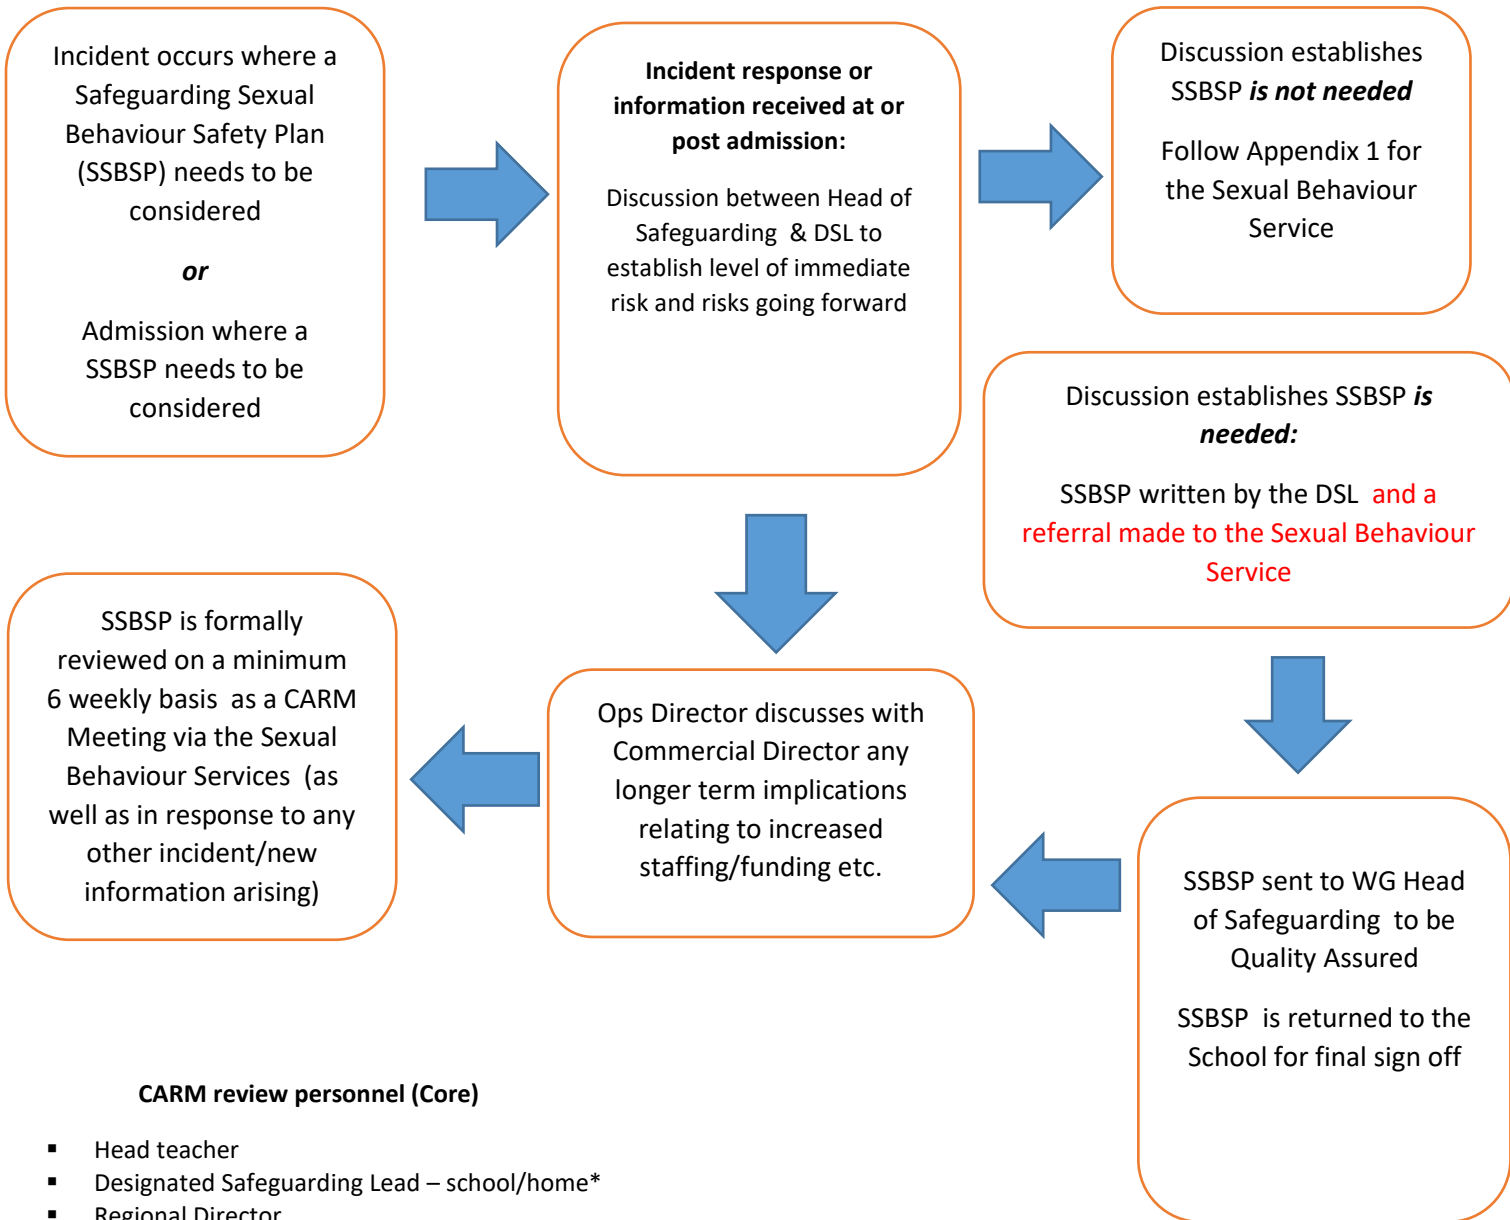 Incident occurs where a
Safeguarding Sexual
Behaviour Safety Plan
(SSBSP) needs to be
considered
or
Admission where a
SSBSP needs to be
considered
Incident response or
information received at or
post admission:
Discussion between Head of
Safeguarding & DSL to
establish level of immediate
risk and risks going forward
Discussion establishes
SSBSP is not needed
Follow Appendix 1 for
the Sexual Behaviour
Service
Discussion establishes SSBSP is
needed:
SSBSP written by the DSL and a
referral made to the Sexual Behaviour
Service
SSBSP sent to WG Head
of Safeguarding to be
Quality Assured
SSBSP is returned to the
School for final sign off
Ops Director discusses with
Commercial Director any
longer term implications
relating to increased
staffing/funding etc.
SSBSP is formally
reviewed on a minimum
6 weekly basis as a CARM
Meeting via the Sexual
Behaviour Services (as
well as in response to any
other incident/new
information arising)
CARM review personnel (Core)
▪ Head teacher
▪ Designated Safeguarding Lead – school/home*
▪ Regional Director